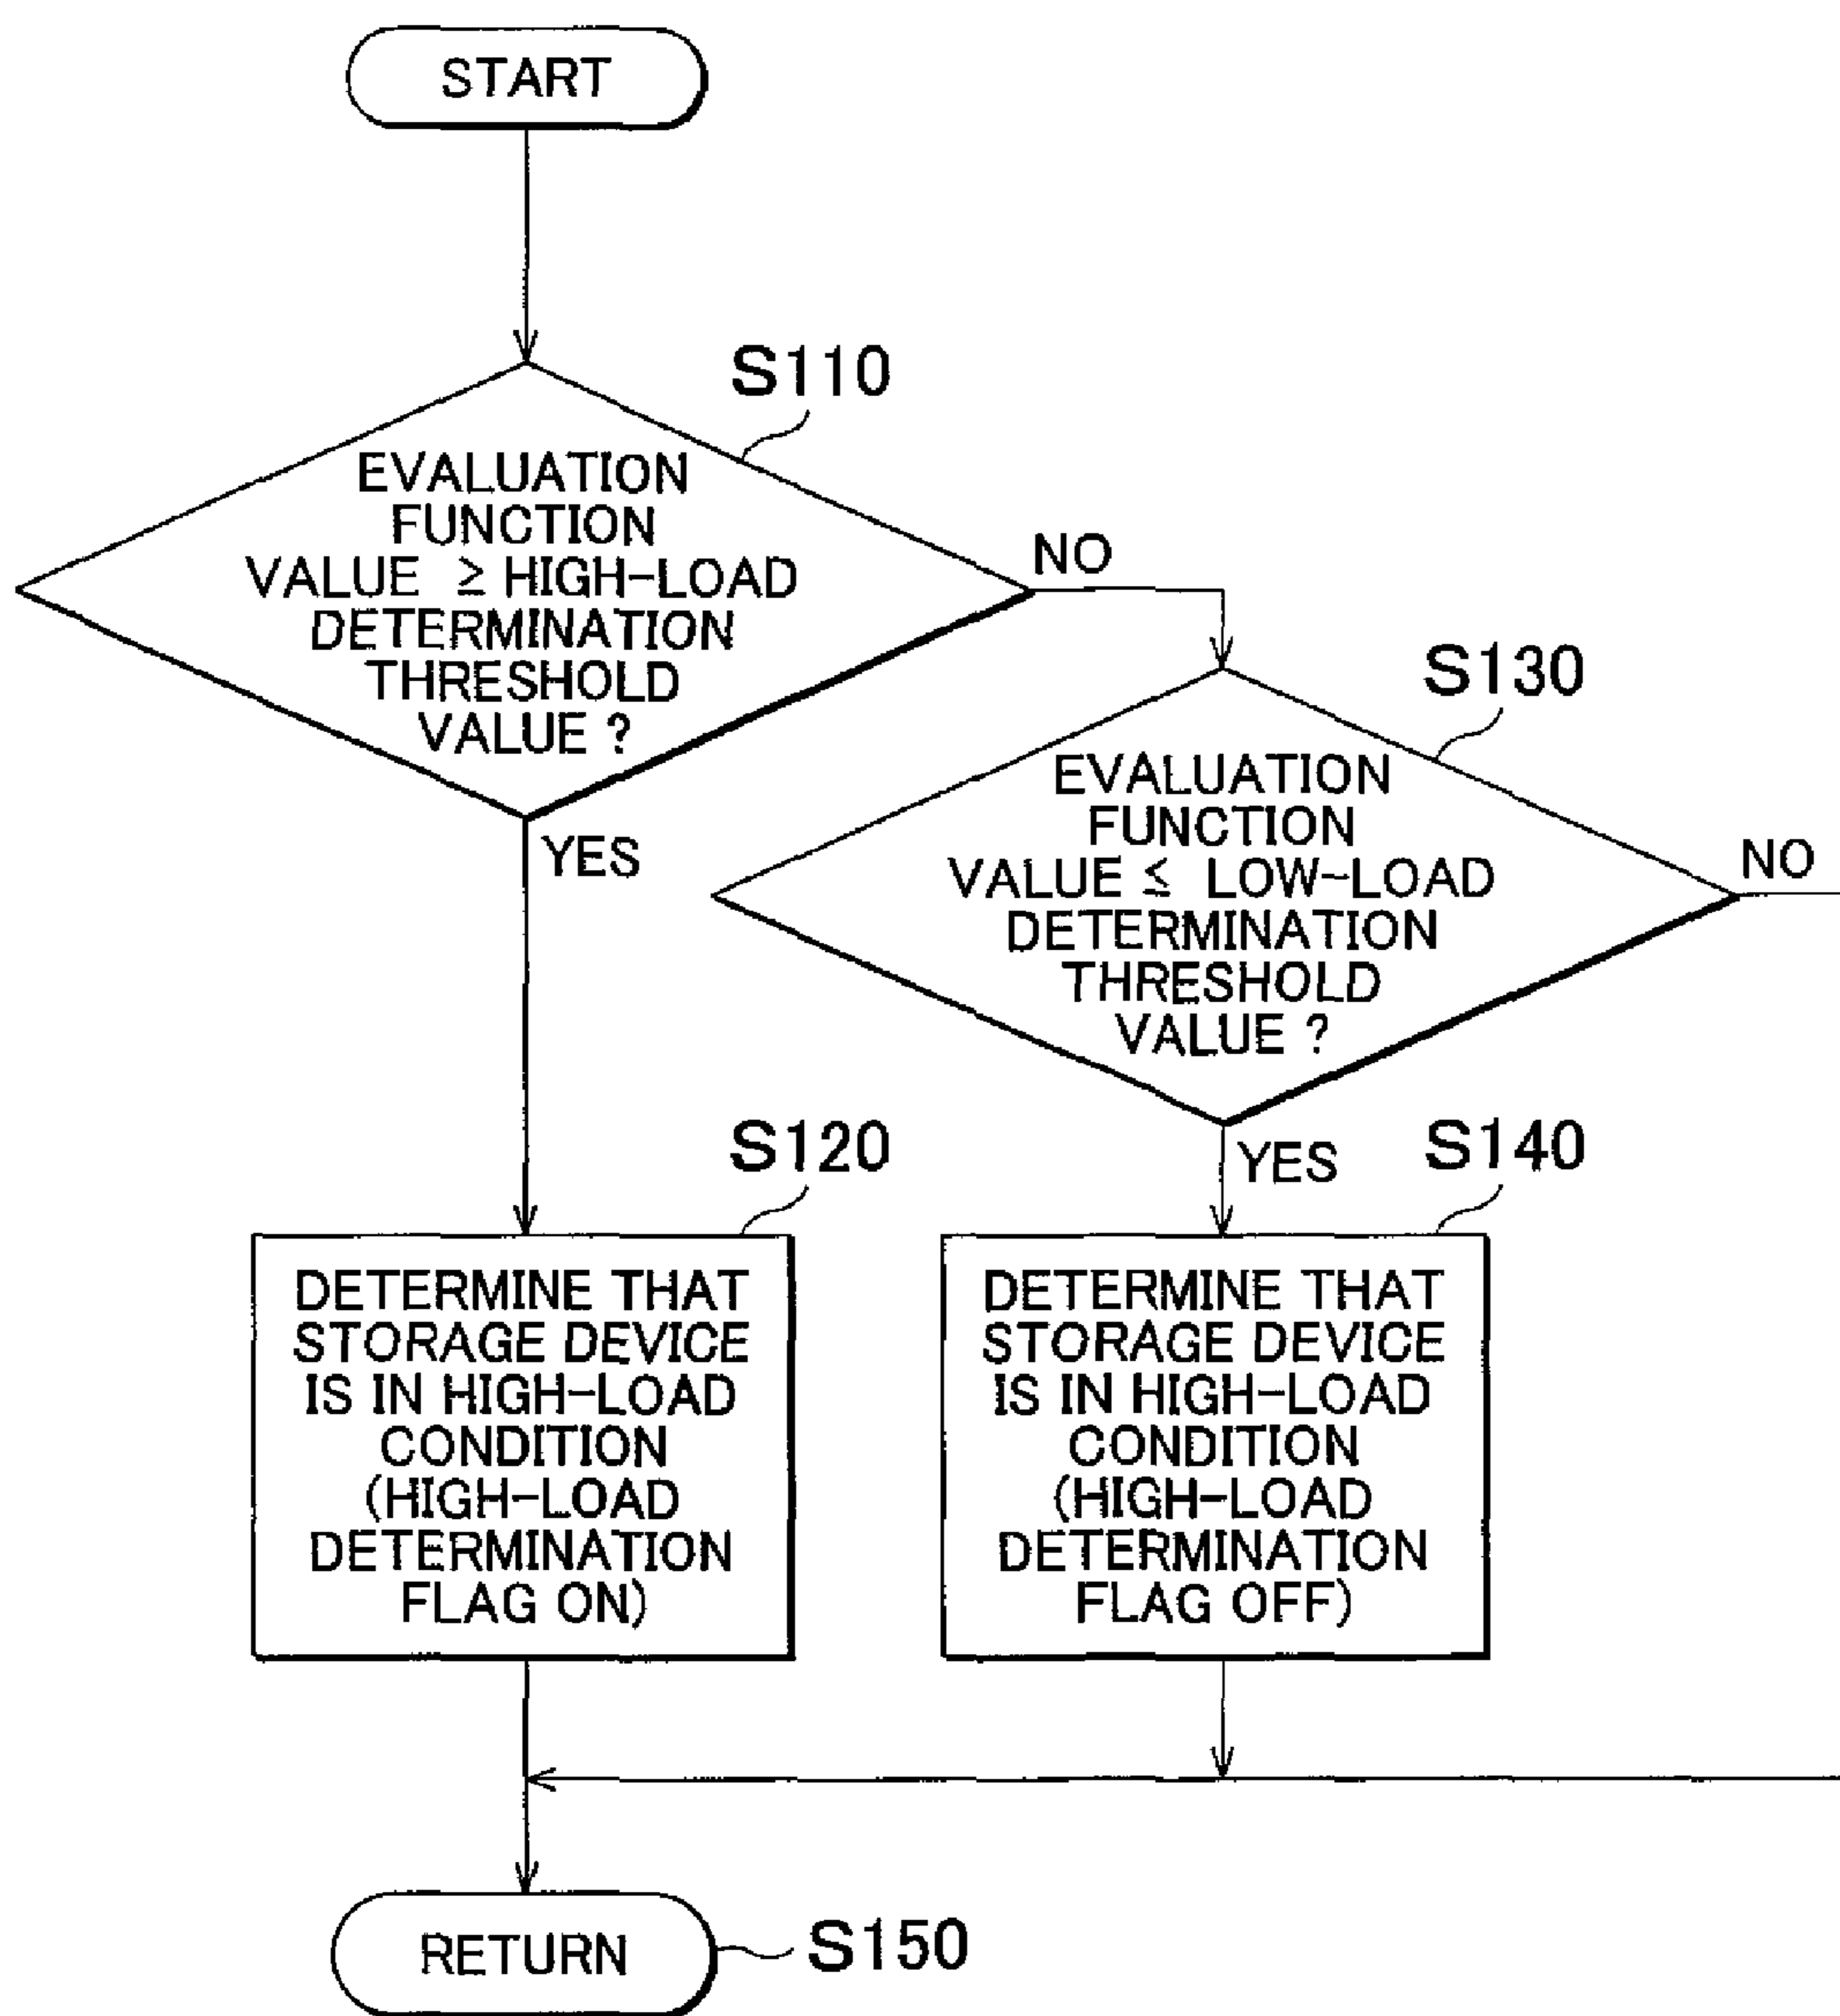 START
S110
EVALUATION
FUNCTION
VALUE ≥ HIGH-LOAD
DETERMINATION
THRESHOLD
VALUE ?
NO
YES
S130
EVALUATION
FUNCTION
VALUE ≤ LOW-LOAD
DETERMINATION
THRESHOLD
VALUE ?
NO
YES
S120
DETERMINE THAT
STORAGE DEVICE
IS IN HIGH-LOAD
CONDITION
(HIGH-LOAD
DETERMINATION
FLAG ON)
S140
DETERMINE THAT
STORAGE DEVICE
IS IN HIGH-LOAD
CONDITION
(HIGH-LOAD
DETERMINATION
FLAG OFF)
RETURN
S150